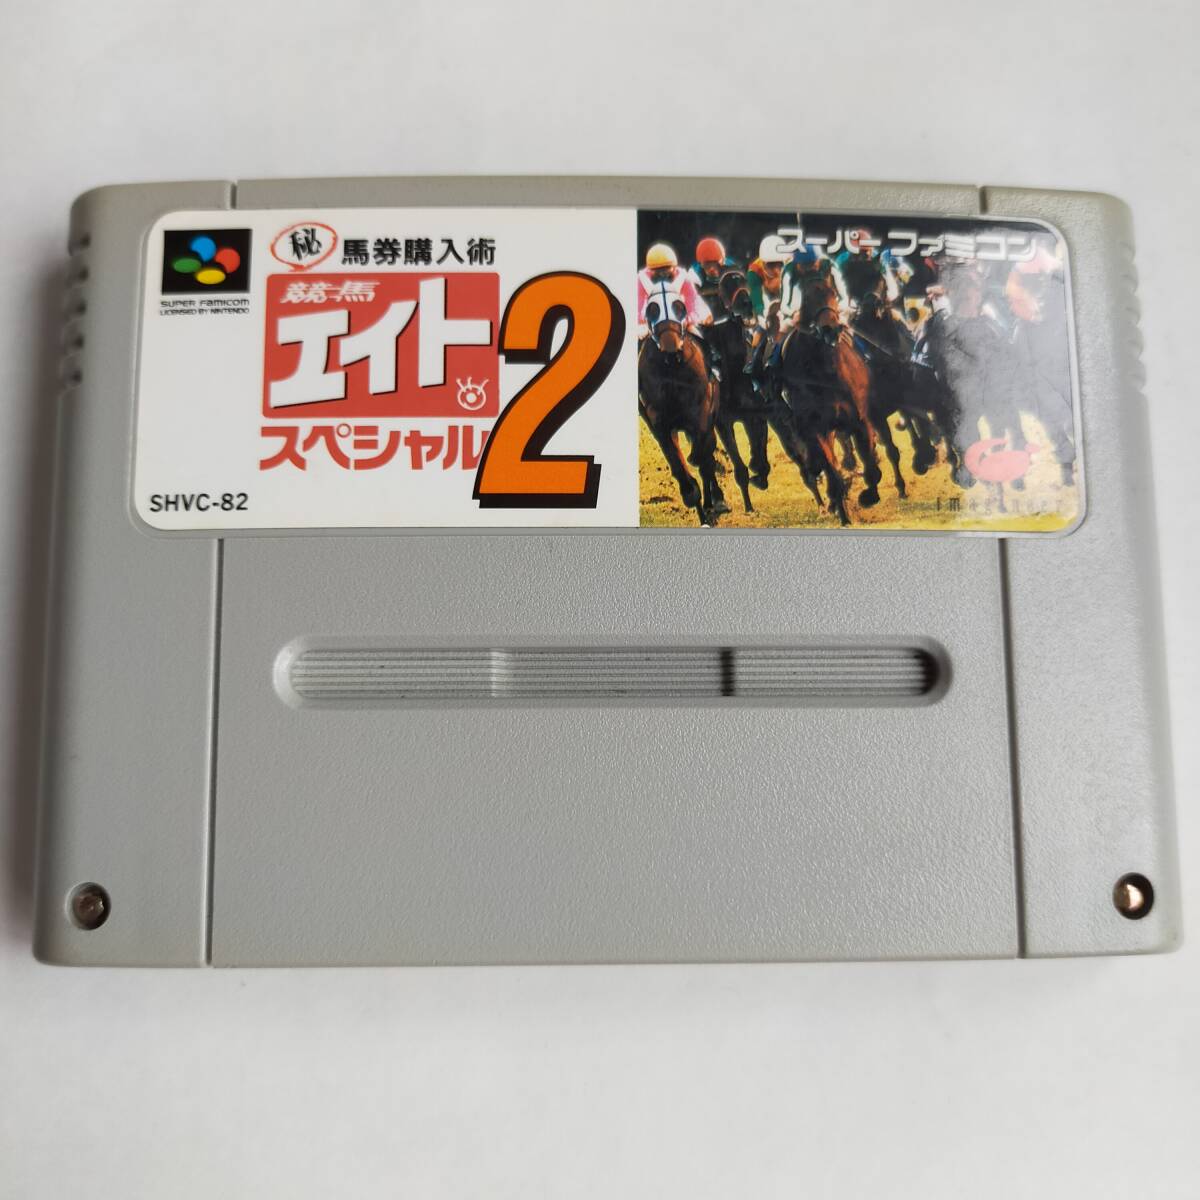 SUPER FAMICOM
LICENSED BY NINTENDO
秘 馬券購入術
競馬
エイト
スペシャル
2
SHVC-82
スーパーファミコン
imagineer